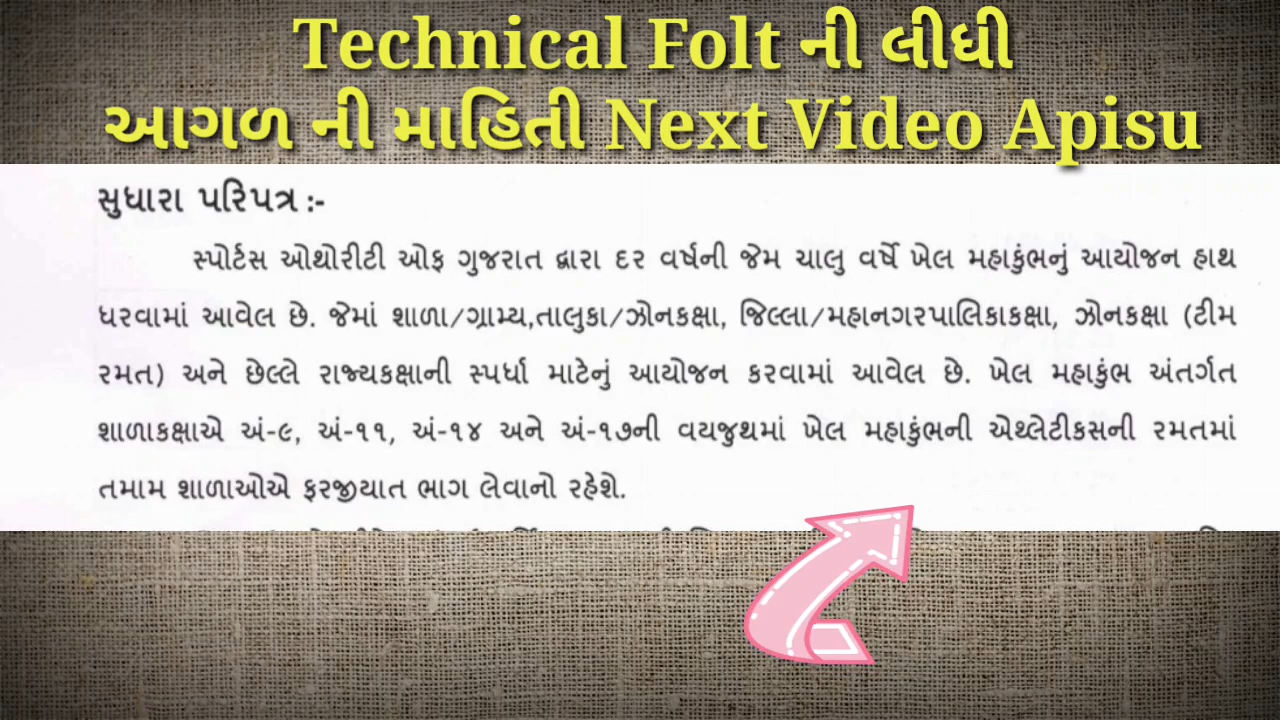 Technical Folt ની લીધી
આગળ ની માહિતી Next Video Apisu
સુધારા પરિપત્ર :-
સ્પોર્ટસ ઓથોરીટી ઓફ ગુજરાત દ્વારા દર વર્ષની જેમ ચાલુ વર્ષે ખેલ મહાકુંભનું આયોજન હાથ
ધરવામાં આવેલ છે. જેમાં શાળા/ગ્રામ્ય,તાલુકા/ઝોનકક્ષા, જિલ્લા/મહાનગરપાલિકાકક્ષા, ઝોનકક્ષા (ટીમ
રમત) અને છેલ્લે રાજ્યકક્ષાની સ્પર્ધા માટેનું આયોજન કરવામાં આવેલ છે. ખેલ મહાકુંભ અંતર્ગત
શાળાકક્ષાએ અં-૯, અં-૧૧, અં-૧૪ અને અં-૧૭ની વયજુથમાં ખેલ મહાકુંભની એથ્લેટીકસની રમતમાં
તમામ શાળાઓએ ફરજીયાત ભાગ લેવાનો રહેશે.